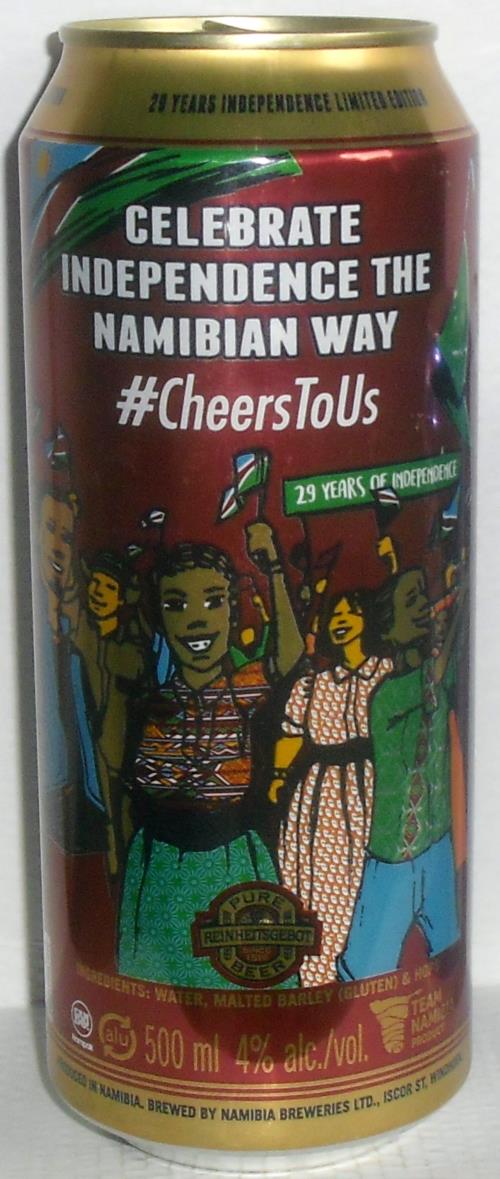 29 YEARS INDEPENDENCE LIMITED EDITION
CELEBRATE
INDEPENDENCE THE
NAMIBIAN WAY
#CheersToUs
29 YEARS OF INDEPENDENCE
PURE
REINHEITSGEBOT
BEER
INGREDIENTS: WATER, MALTED BARLEY (GLUTEN) &
alu
500 ml 4% alc./vol.
TEAM
NAMIBIA
PRODUCT
PRODUCED IN NAMIBIA. BREWED BY NAMIBIA BREWERIES LTD., ISCOR ST,